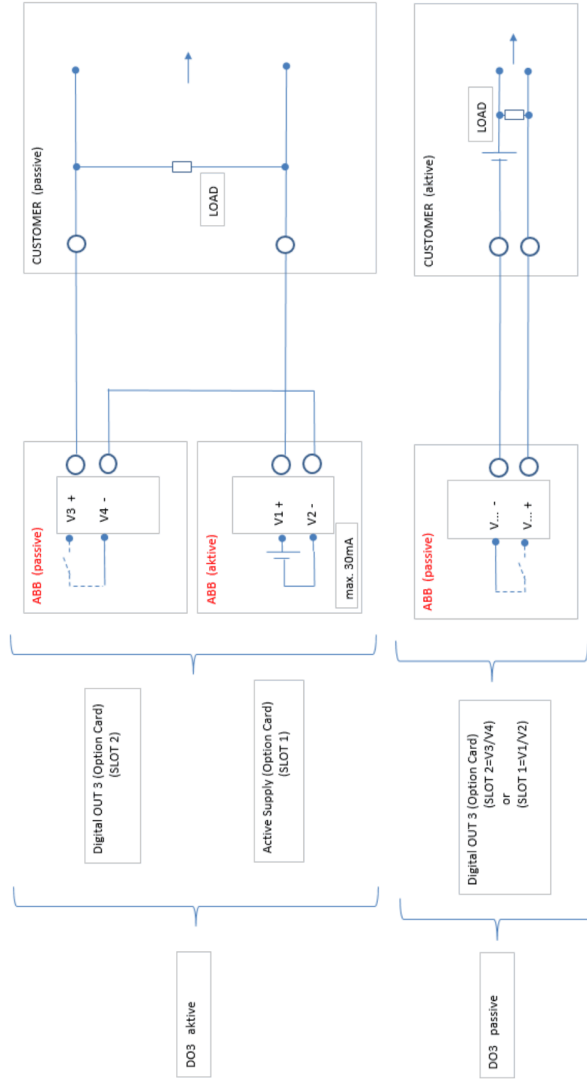 DO3 aktive
Digital OUT 3 (Option Card)
(SLOT 2)
Active Supply (Option Card)
(SLOT 1)
ABB (passive)
V3 +
V4 -
ABB (aktive)
V1 +
V2 -
max. 30mA
CUSTOMER (passive)
LOAD
DO3 passive
Digital OUT 3 (Option Card)
(SLOT 2=V3/V4)
or
(SLOT 1=V1/V2)
ABB (passive)
V... -
V... +
CUSTOMER (aktive)
LOAD